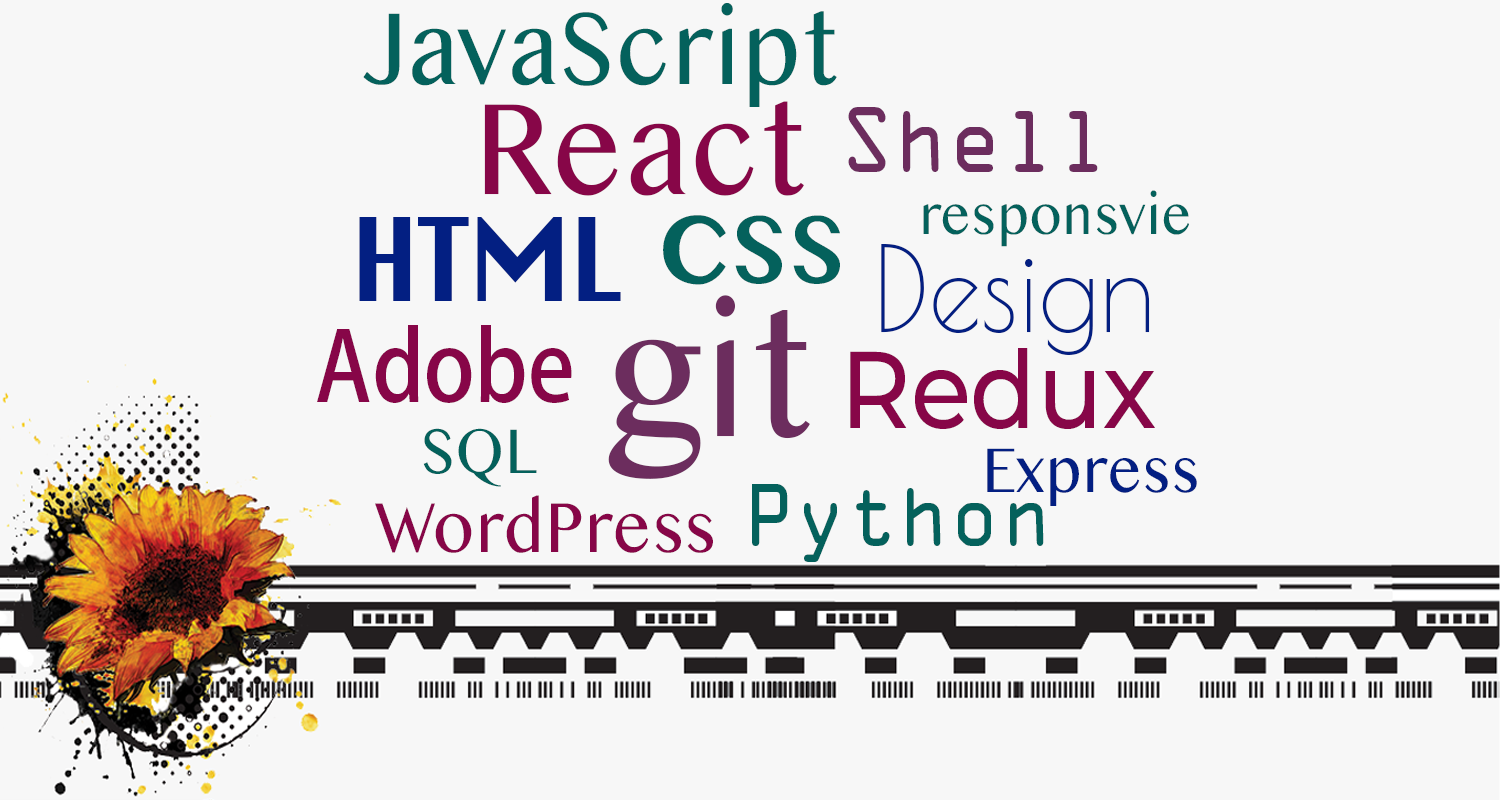 JavaScript
React Shell
responsvie
HTML CSS
Design
Adobe git Redux
SQL Express
WordPress Python